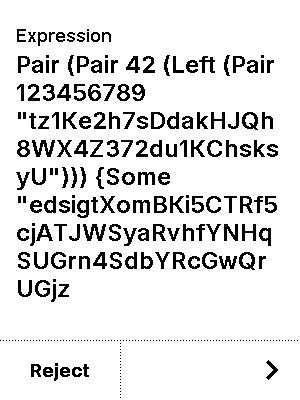 Expression
Pair (Pair 42 (Left (Pair
123456789
"tz1Ke2h7sDdakHJQh
8WX4Z372du1KChsks
yU"))) {Some
"edsigtXomBKi5CTRf5
cjATJWSyaRvhfYNHq
SUGrn4SdbYRcGwQr
UGjz
Reject